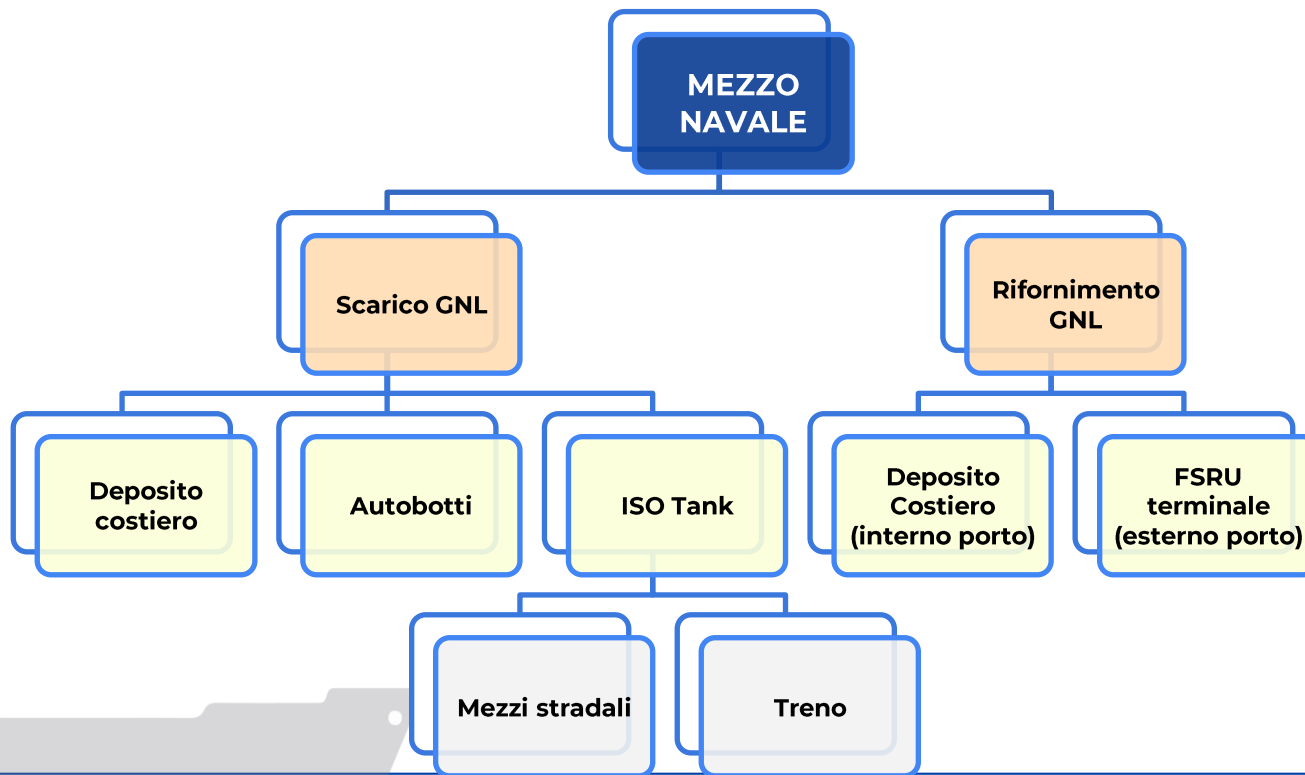 MEZZO
NAVALE
Scarico GNL
Rifornimento
GNL
Deposito
costiero
Autobotti
ISO Tank
Deposito
Costiero
(interno porto)
FSRU
terminale
(esterno porto)
Mezzi stradali
Treno